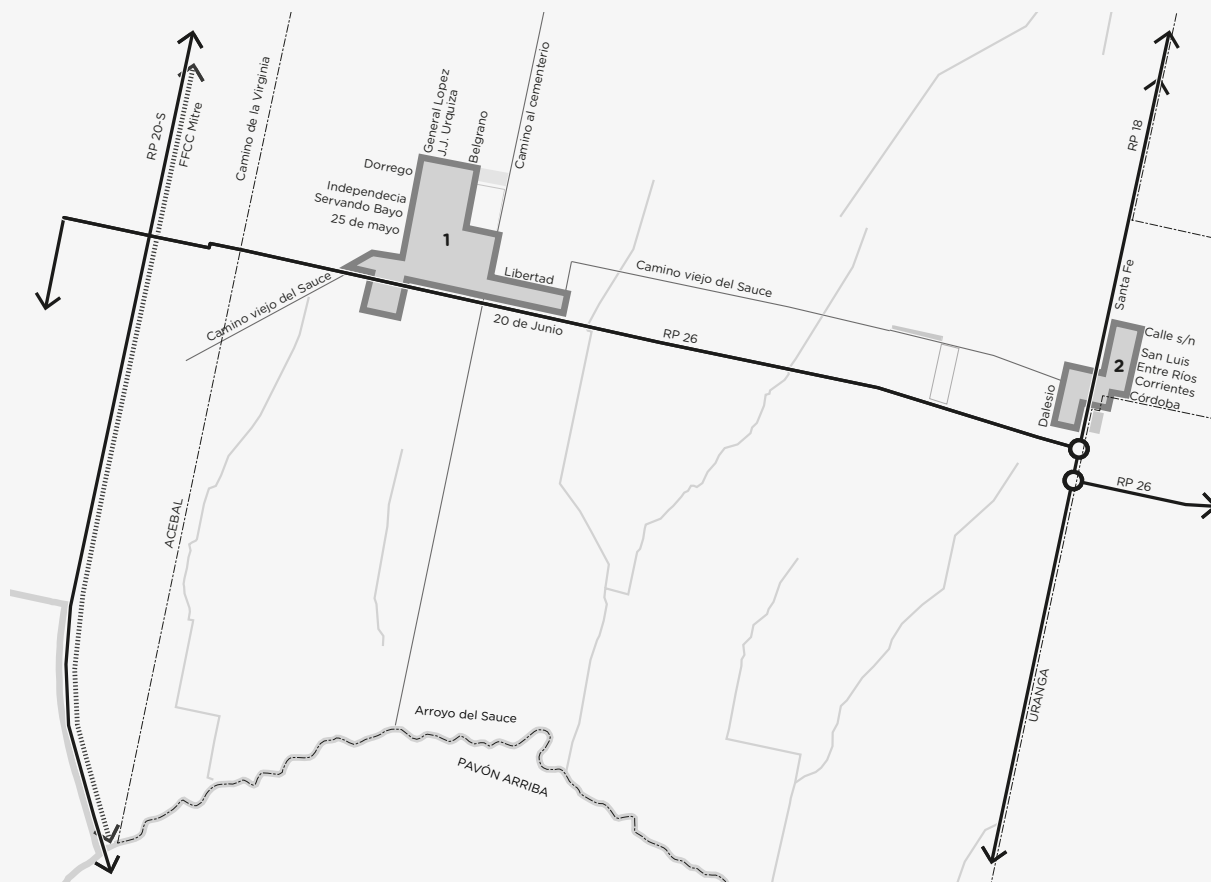 RP 20-S
FFCC Mitre
Camino de la Virginia
General Lopez
J.J. Urquiza
Belgrano
Camino al cementerio
Dorrego
Independecia
Servando Bayo
25 de mayo
1
Libertad
Camino viejo del Sauce
Camino viejo del Sauce
20 de Junio
RP 26
RP 18
Santa Fe
Calle s/n
San Luis
Entre Ríos
Corrientes
Córdoba
2
Dalesio
RP 26
ACEBAL
URANGA
Arroyo del Sauce
PAVÓN ARRIBA